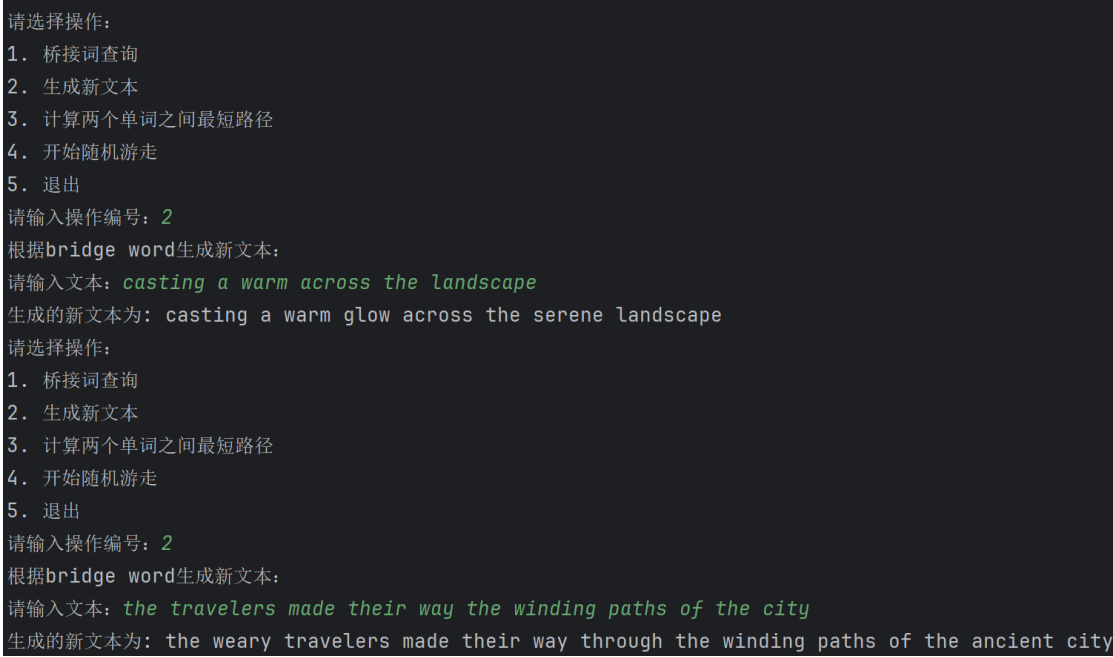 请选择操作：
1. 桥接词查询
2. 生成新文本
3. 计算两个单词之间最短路径
4. 开始随机游走
5. 退出
请输入操作编号：2
根据bridge word生成新文本：
请输入文本：casting a warm across the landscape
生成的新文本为: casting a warm glow across the serene landscape
请选择操作：
1. 桥接词查询
2. 生成新文本
3. 计算两个单词之间最短路径
4. 开始随机游走
5. 退出
请输入操作编号：2
根据bridge word生成新文本：
请输入文本：the travelers made their way the winding paths of the city
生成的新文本为: the weary travelers made their way through the winding paths of the ancient city